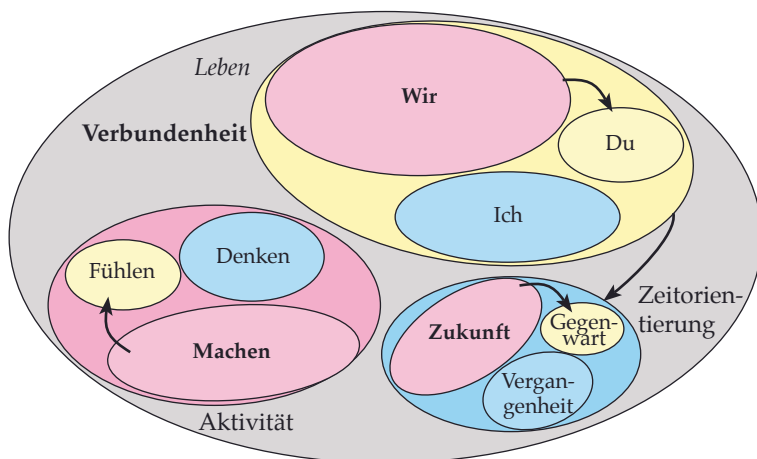 Leben
Wir
Verbundenheit
Du
Ich
Denken
Fühlen
Machen
Aktivität
Zukunft
Gegen-
wart
Vergan-
genheit
Zeitorien-
tierung